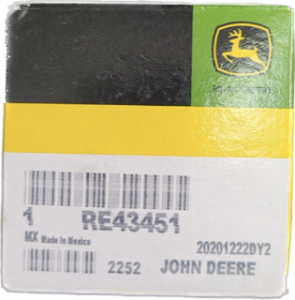 JOHN DEERE
1 RE43451
MX Made in Mexico
20201222DY2
2252 JOHN DEERE